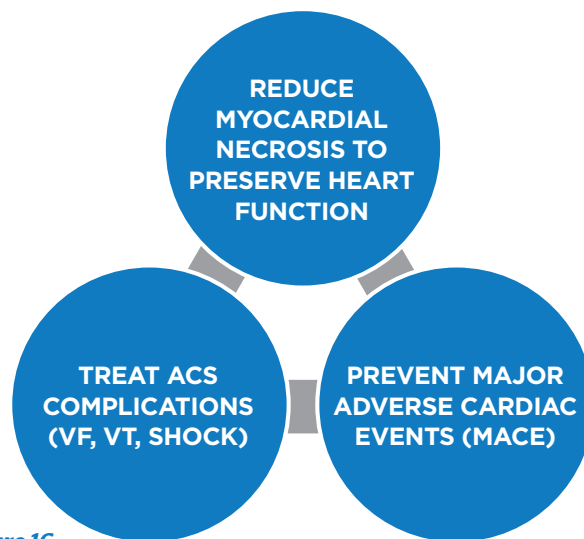 REDUCE
MYOCARDIAL
NECROSIS TO
PRESERVE HEART
FUNCTION
TREAT ACS
COMPLICATIONS
(VF, VT, SHOCK)
PREVENT MAJOR
ADVERSE CARDIAC
EVENTS (MACE)